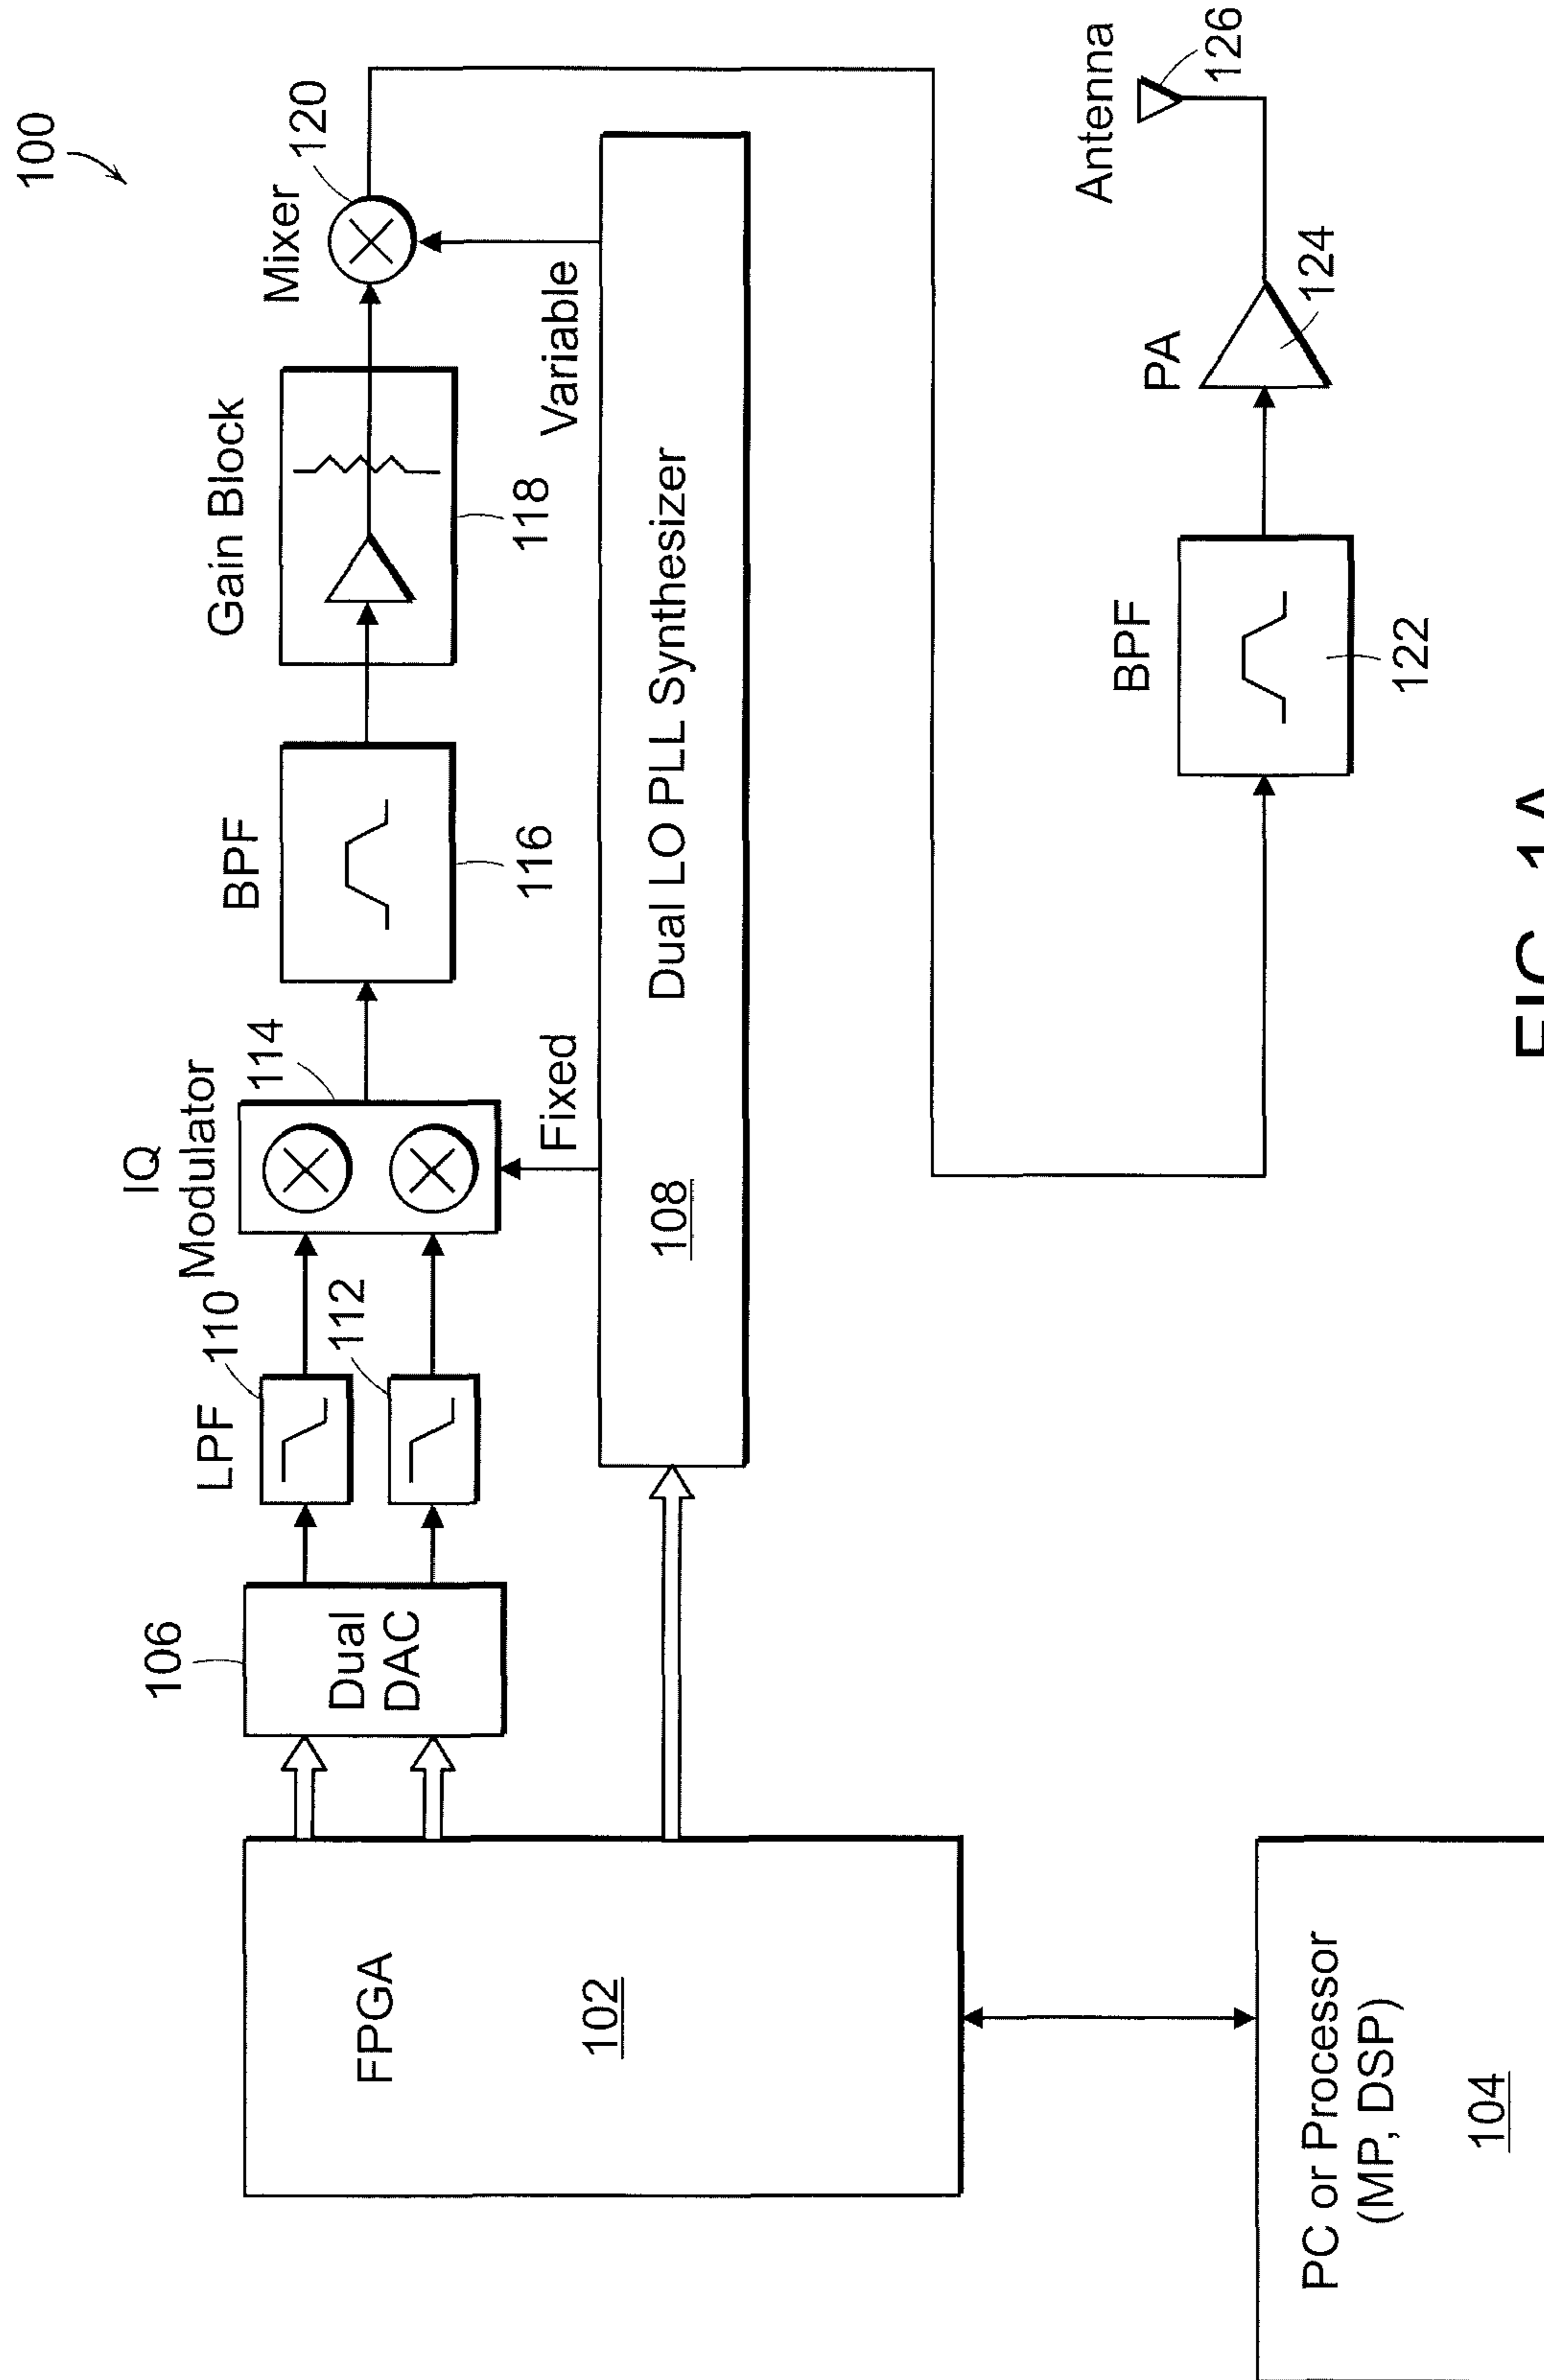 100
IQ
Modulator
114
BPF
116
Gain Block
118
Mixer
120
106
Dual
DAC
LPF
110
112
Fixed
Variable
Dual LO PLL Synthesizer
108
FPGA
102
PC or Processor
(MP, DSP)
104
BPF
122
PA
124
Antenna
126
FIG. 1A